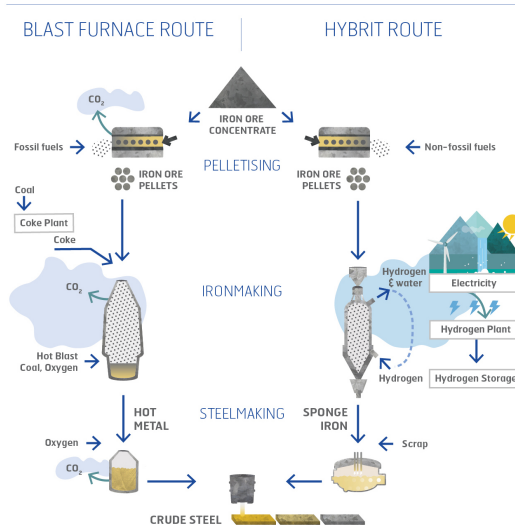 BLAST FURNACE ROUTE
HYBRIT ROUTE
CO2
IRON ORE
CONCENTRATE
Fossil fuels
Non-fossil fuels
PELLETISING
IRON ORE
PELLETS
IRON ORE
PELLETS
Coal
Coke Plant
Coke
CO2
IRONMAKING
Hydrogen
& water
Electricity
Hydrogen Plant
Hot Blast
Coal, Oxygen
Hydrogen
Hydrogen Storage
HOT
METAL
STEELMAKING
SPONGE
IRON
Oxygen
Scrap
CO2
CRUDE STEEL